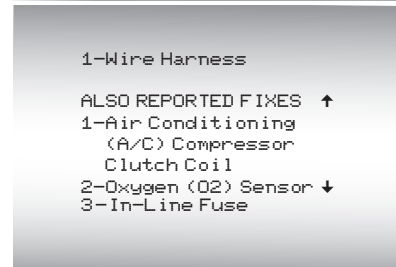 1-Wire Harness
ALSO REPORTED FIXES ↑
1-Air Conditioning
(A/C) Compressor
Clutch Coil
2-Oxygen (O2) Sensor ↓
3-In-Line Fuse